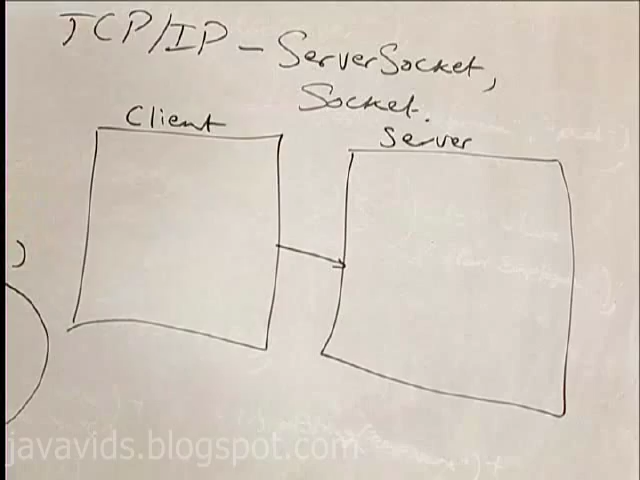 TCP/IP - ServerSocket,
Socket.
Client
Server
)
javavids.blogspot.com